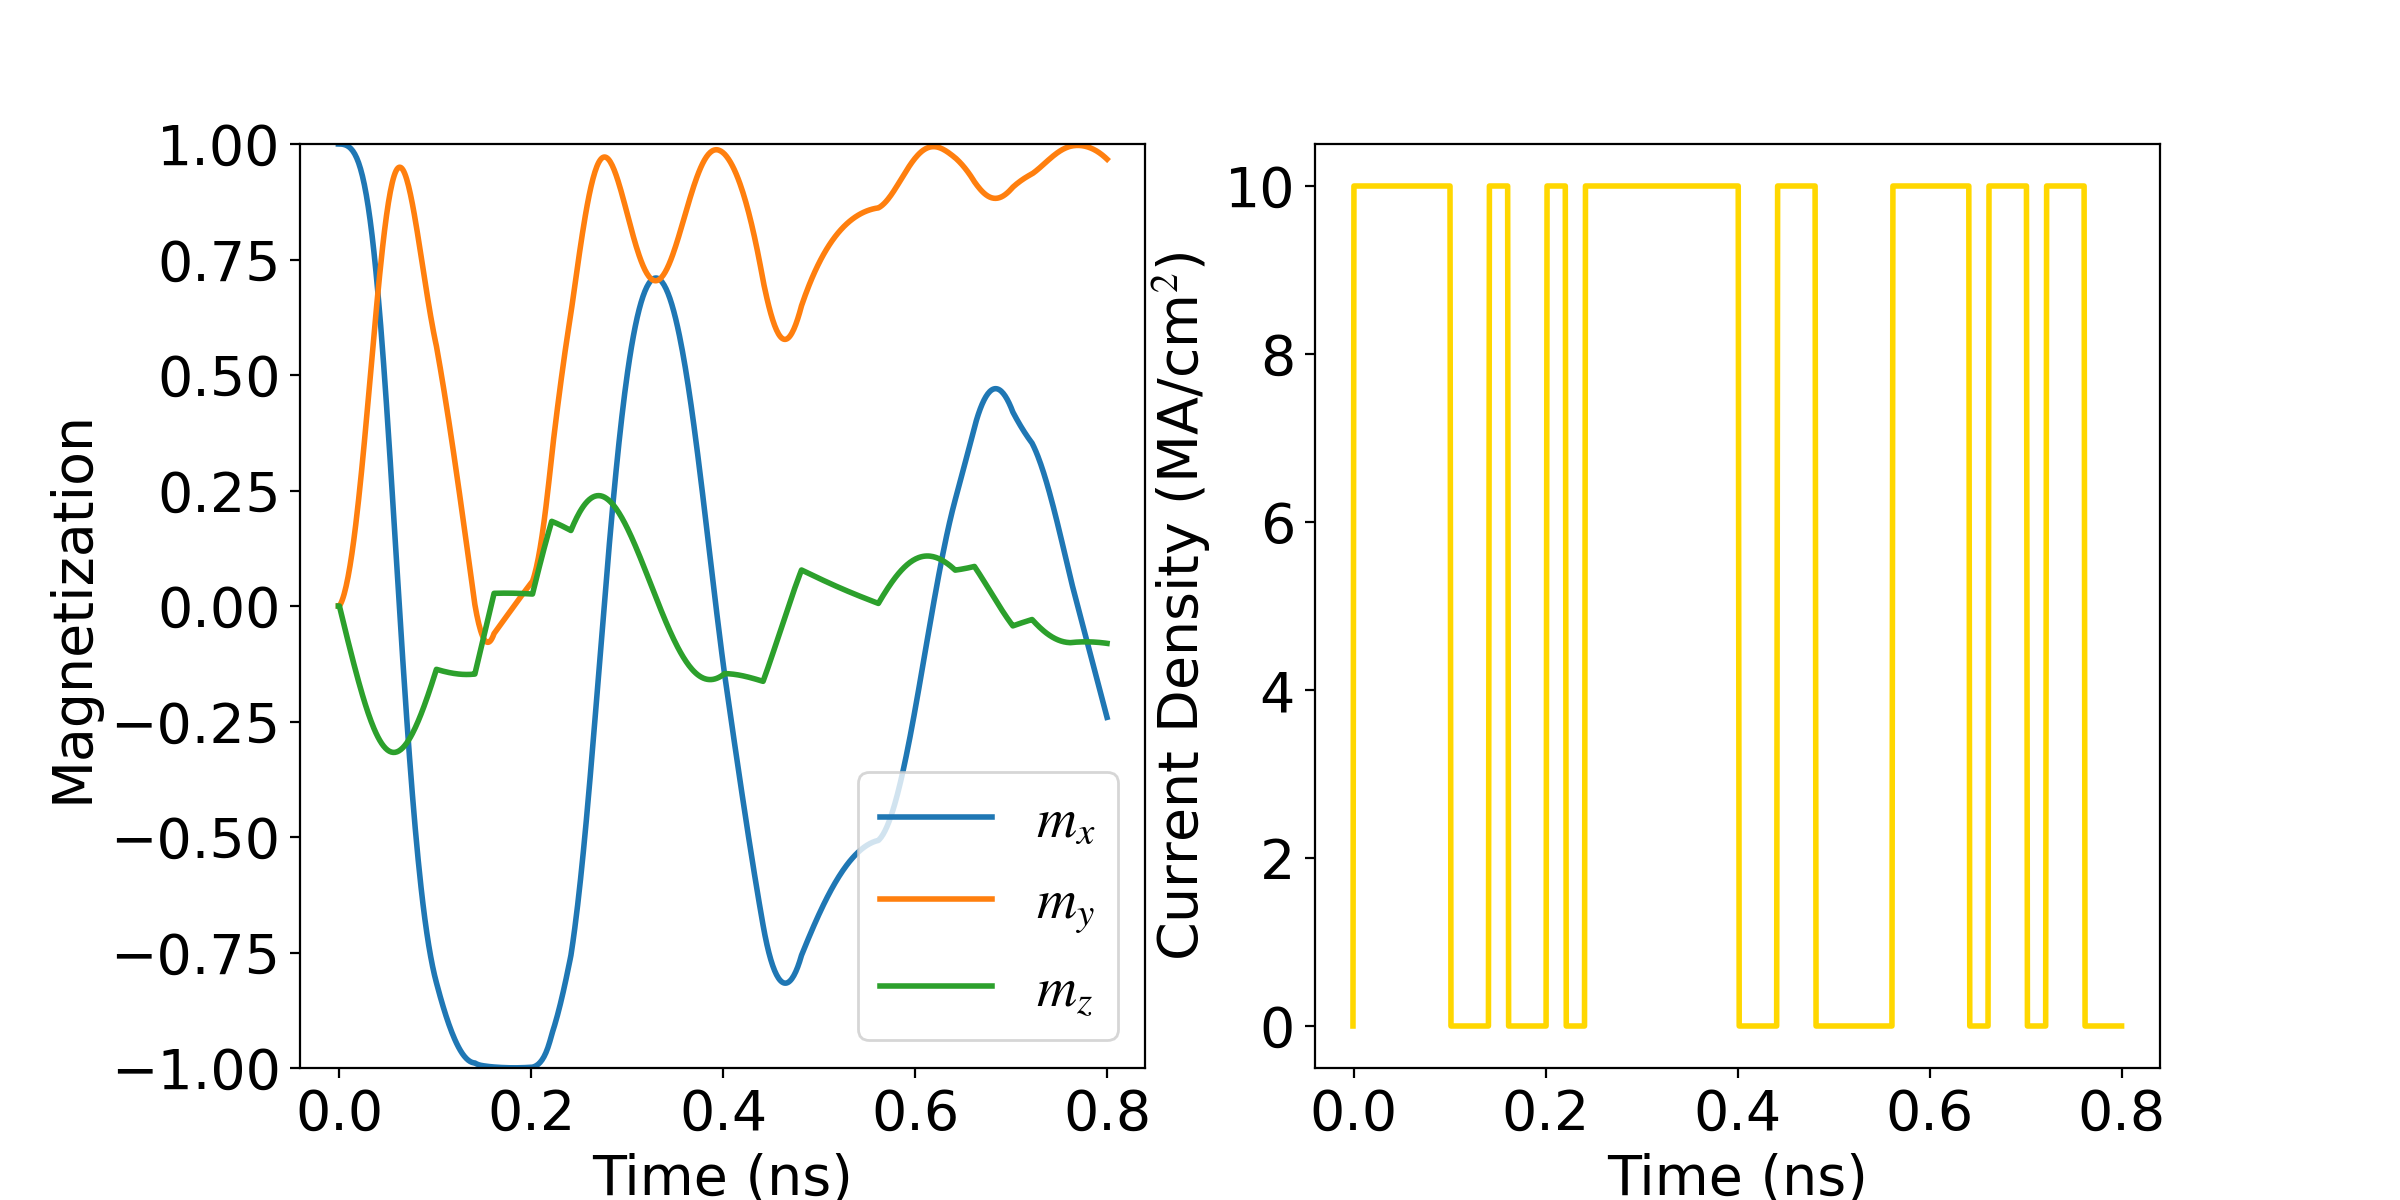 Magnetization
1.00
0.75
0.50
0.25
0.00
−0.25
−0.50
−0.75
−1.00
0.0 0.2 0.4 0.6 0.8
Time (ns)
m_x
m_y
m_z
Current Density (MA/cm²)
10
8
6
4
2
0
0.0 0.2 0.4 0.6 0.8
Time (ns)